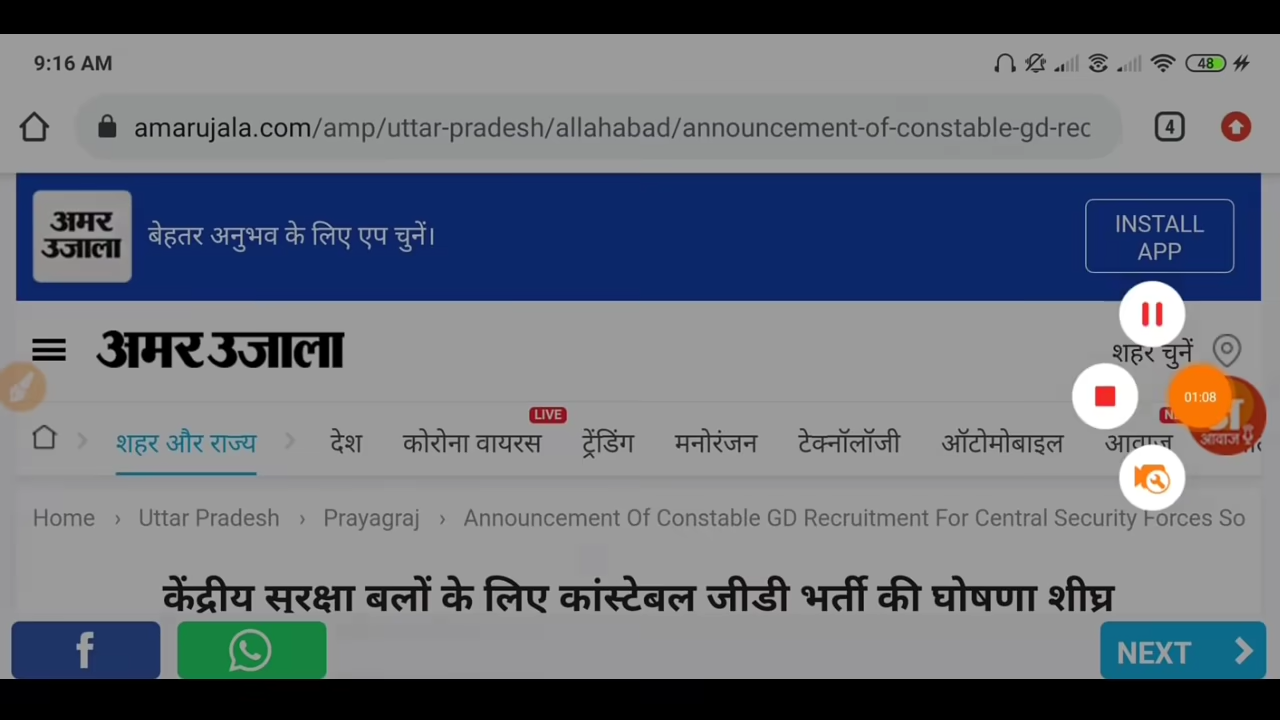 9:16 AM
48
amarujala.com/amp/uttar-pradesh/allahabad/announcement-of-constable-gd-rec
4
अमर
उजाला
बेहतर अनुभव के लिए एप चुनें।
INSTALL
APP
अमर उजाला
शहर चुनें
01:08
LIVE
शहर और राज्य
देश
कोरोना वायरस
ट्रेंडिंग
मनोरंजन
टेक्नॉलॉजी
ऑटोमोबाइल
आवाज़
आवाज
Home › Uttar Pradesh › Prayagraj › Announcement Of Constable GD Recruitment For Central Security Forces So
केंद्रीय सुरक्षा बलों के लिए कांस्टेबल जीडी भर्ती की घोषणा शीघ्र
f
NEXT